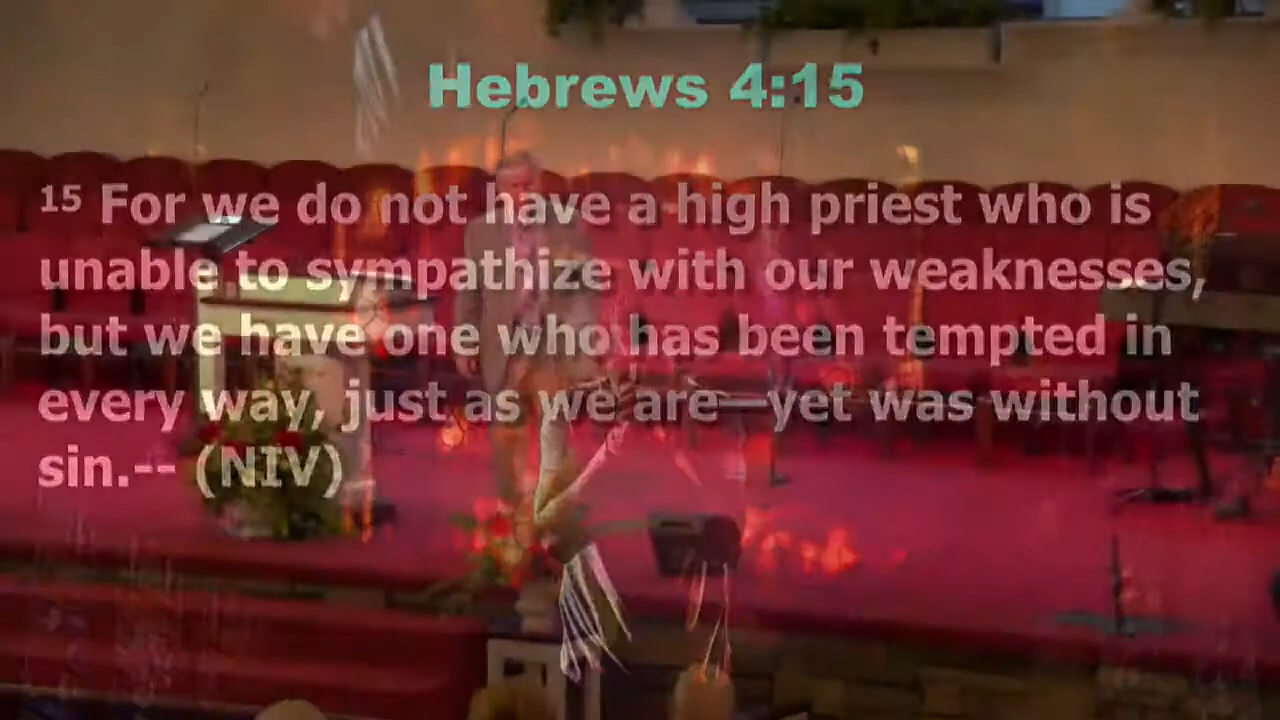 Hebrews 4:15
15 For we do not have a high priest who is
unable to sympathize with our weaknesses,
but we have one who has been tempted in
every way, just as we are—yet was without
sin.-- (NIV)